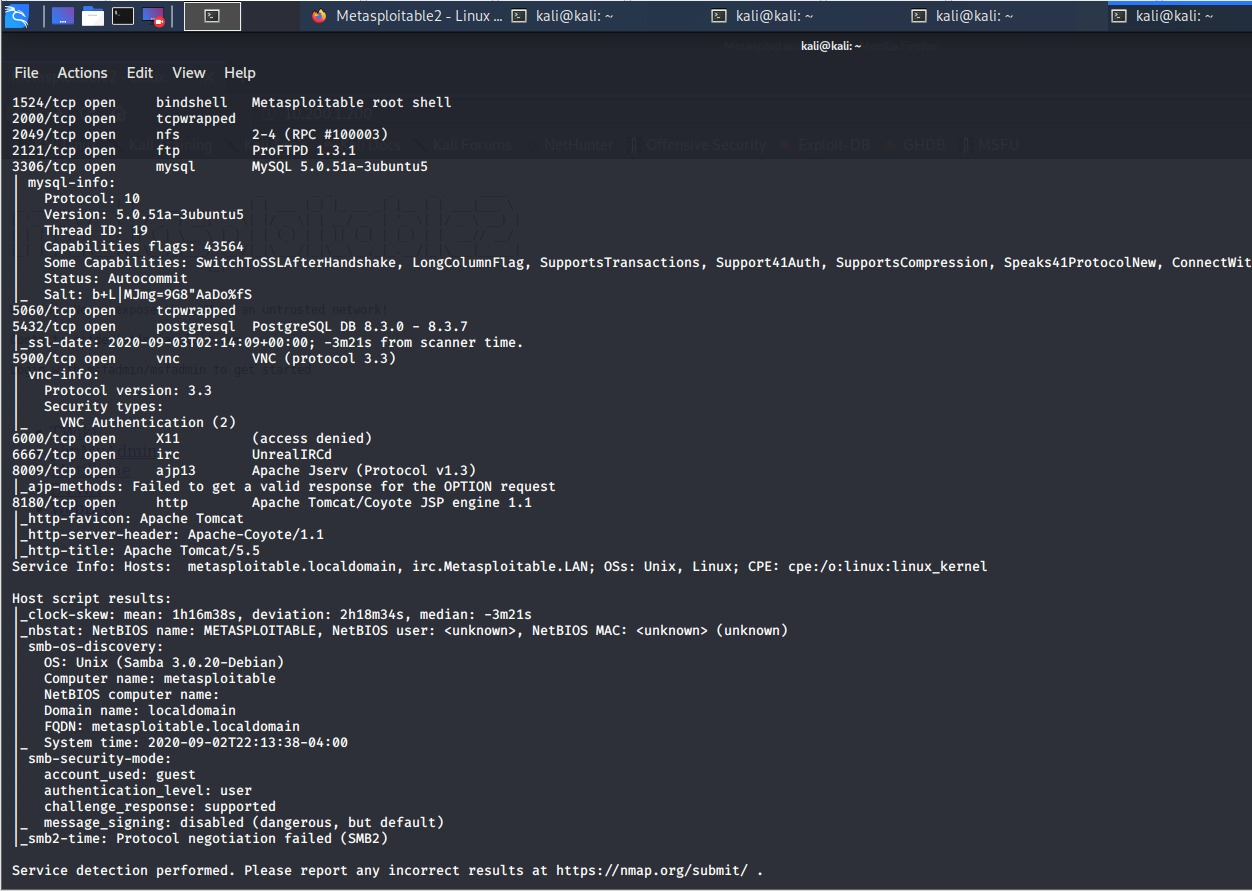 Metasploitable2 - Linux ...
kali@kali: ~
kali@kali: ~
kali@kali: ~
kali@kali: ~
kali@kali: ~
File Actions Edit View Help
1524/tcp open bindshell Metasploitable root shell
2000/tcp open tcpwrapped
2049/tcp open nfs 2-4 (RPC #100003)
2121/tcp open ftp ProFTPD 1.3.1
3306/tcp open mysql MySQL 5.0.51a-3ubuntu5
| mysql-info:
| Protocol: 10
| Version: 5.0.51a-3ubuntu5
| Thread ID: 19
| Capabilities flags: 43564
| Some Capabilities: SwitchToSSLAfterHandshake, LongColumnFlag, SupportsTransactions, Support41Auth, SupportsCompression, Speaks41ProtocolNew, ConnectWit
| Status: Autocommit
|_ Salt: b+L|MJmg=9G8"AaDo%fS
5060/tcp open tcpwrapped
5432/tcp open postgresql PostgreSQL DB 8.3.0 - 8.3.7
|_ssl-date: 2020-09-03T02:14:09+00:00; -3m21s from scanner time.
5900/tcp open vnc VNC (protocol 3.3)
| vnc-info:
| Protocol version: 3.3
| Security types:
|_ VNC Authentication (2)
6000/tcp open X11 (access denied)
6667/tcp open irc UnrealIRCd
8009/tcp open ajp13 Apache Jserv (Protocol v1.3)
|_ajp-methods: Failed to get a valid response for the OPTION request
8180/tcp open http Apache Tomcat/Coyote JSP engine 1.1
|_http-favicon: Apache Tomcat
|_http-server-header: Apache-Coyote/1.1
|_http-title: Apache Tomcat/5.5
Service Info: Hosts: metasploitable.localdomain, irc.Metasploitable.LAN; OSs: Unix, Linux; CPE: cpe:/o:linux:linux_kernel
Host script results:
|_clock-skew: mean: 1h16m38s, deviation: 2h18m34s, median: -3m21s
|_nbstat: NetBIOS name: METASPLOITABLE, NetBIOS user: <unknown>, NetBIOS MAC: <unknown> (unknown)
| smb-os-discovery:
| OS: Unix (Samba 3.0.20-Debian)
| Computer name: metasploitable
| NetBIOS computer name:
| Domain name: localdomain
| FQDN: metasploitable.localdomain
|_ System time: 2020-09-02T22:13:38-04:00
| smb-security-mode:
| account_used: guest
| authentication_level: user
| challenge_response: supported
|_ message_signing: disabled (dangerous, but default)
|_smb2-time: Protocol negotiation failed (SMB2)
Service detection performed. Please report any incorrect results at https://nmap.org/submit/ .